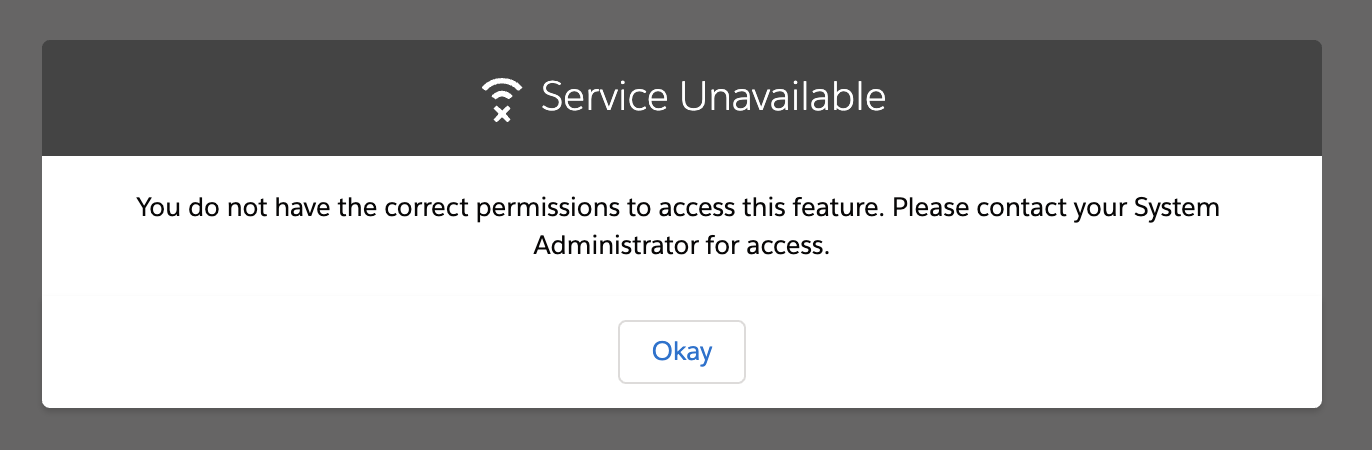 Service Unavailable
You do not have the correct permissions to access this feature. Please contact your System
Administrator for access.
Okay